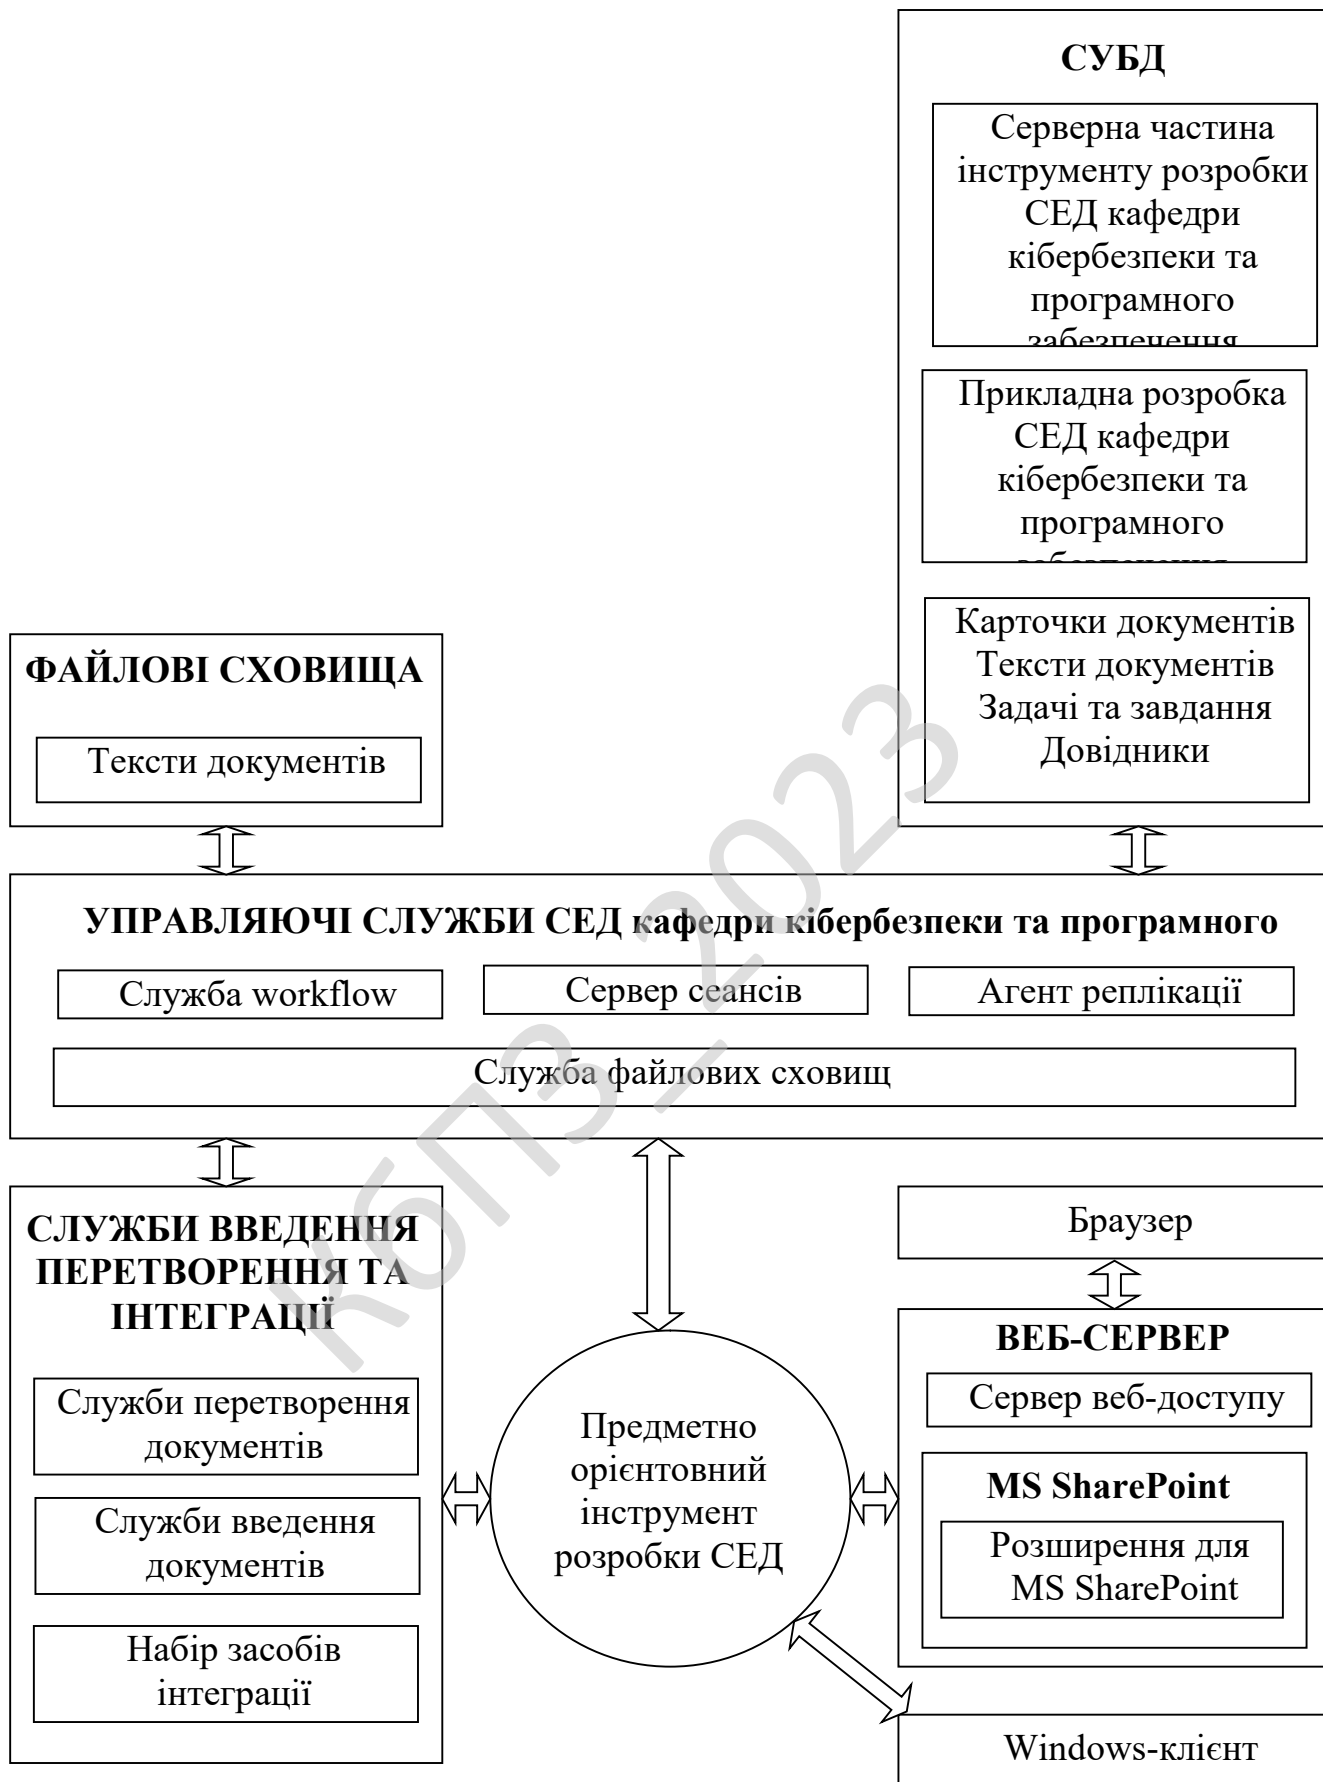 СУБД
Серверна частина
інструменту розробки
СЕД кафедри
кібербезпеки та
програмного
забезпечення
Прикладна розробка
СЕД кафедри
кібербезпеки та
програмного
забезпечення
Карточки документів
Тексти документів
Задачі та завдання
Довідники
ФАЙЛОВІ СХОВИЩА
Тексти документів
УПРАВЛЯЮЧІ СЛУЖБИ СЕД кафедри кібербезпеки та програмного
Служба workflow
Сервер сеансів
Агент реплікації
Служба файлових сховищ
СЛУЖБИ ВВЕДЕННЯ
ПЕРЕТВОРЕННЯ ТА
ІНТЕГРАЦІЇ
Служби перетворення
документів
Служби введення
документів
Набір засобів
інтеграції
Предметно
орієнтовний
інструмент
розробки СЕД
Браузер
ВЕБ-СЕРВЕР
Сервер веб-доступу
MS SharePoint
Розширення для
MS SharePoint
Windows-клієнт
КбПЗ_2023